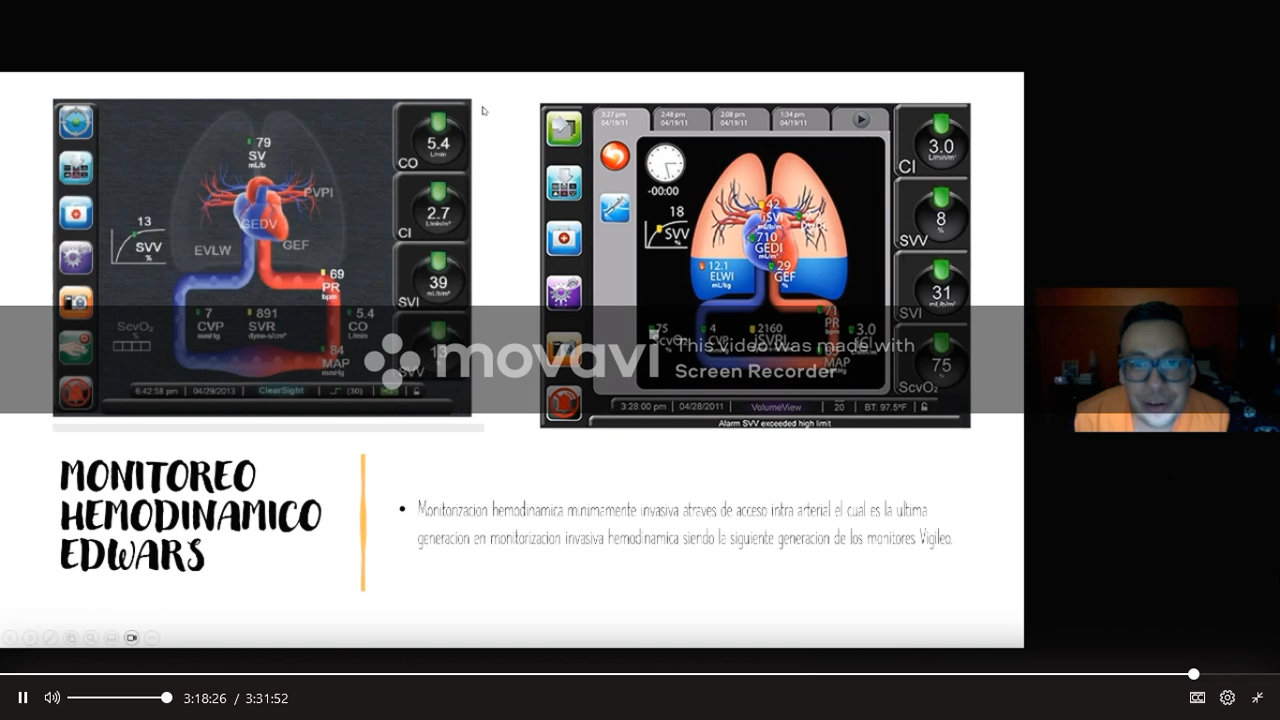 79
SV
mL/b
PVPI
GEDV
EVLW
GEF
13
SVV
%
69
PR
bpm
ScvO₂
7
CVP
mmHg
891
SVR
dyne-s/cm⁵
5.4
CO
L/min
84
MAP
mmHg
5.4
L/min
CO
2.7
L/min/m²
CI
39
mL/b/m²
SVI
13
6:42:58 pm
04/29/2013
ClearSight
(30)
3:27 pm
04/19/11
2:48 pm
04/19/11
2:08 pm
04/19/11
1:34 pm
04/19/11
-00:00
18
SVV
%
42
iSVI
mL/b/m²
710
GEDI
mL/m²
12.1
ELWI
mL/kg
29
GEF
%
71
PR
bpm
75
4
2160
3.0
MAP
mmHg
3.0
L/min/m²
CI
8
%
SVV
31
mL/b/m²
SVI
75
ScvO₂
3:28:00 pm
04/28/2011
VolumeView
20
BT: 97.5°F
Alarm SVV exceeded high limit
movavi
This video was made with
Screen Recorder
MONITOREO
HEMODINAMICO
EDWARS
• Monitorizacion hemodinamica minimamente invasiva atraves de acceso intra arterial el cual es la ultima
generacion en monitorizacion invasiva hemodinamica siendo la siguiente generacion de los monitores Vigileo.
3:18:26 / 3:31:52
CC